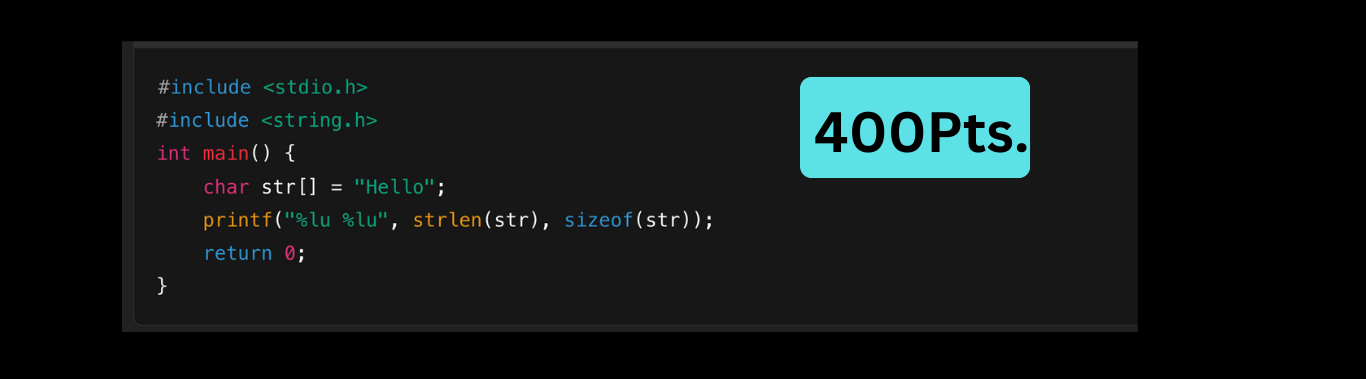 #include <stdio.h>
#include <string.h>
400Pts.
int main() {
    char str[] = "Hello";
    printf("%lu %lu", strlen(str), sizeof(str));
    return 0;
}